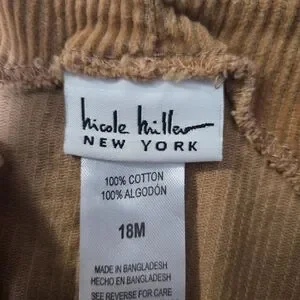 nicole miller
NEW YORK
100% COTTON
100% ALGODÓN
18M
MADE IN BANGLADESH
HECHO EN BANGLADESH
SEE REVERSE FOR CARE